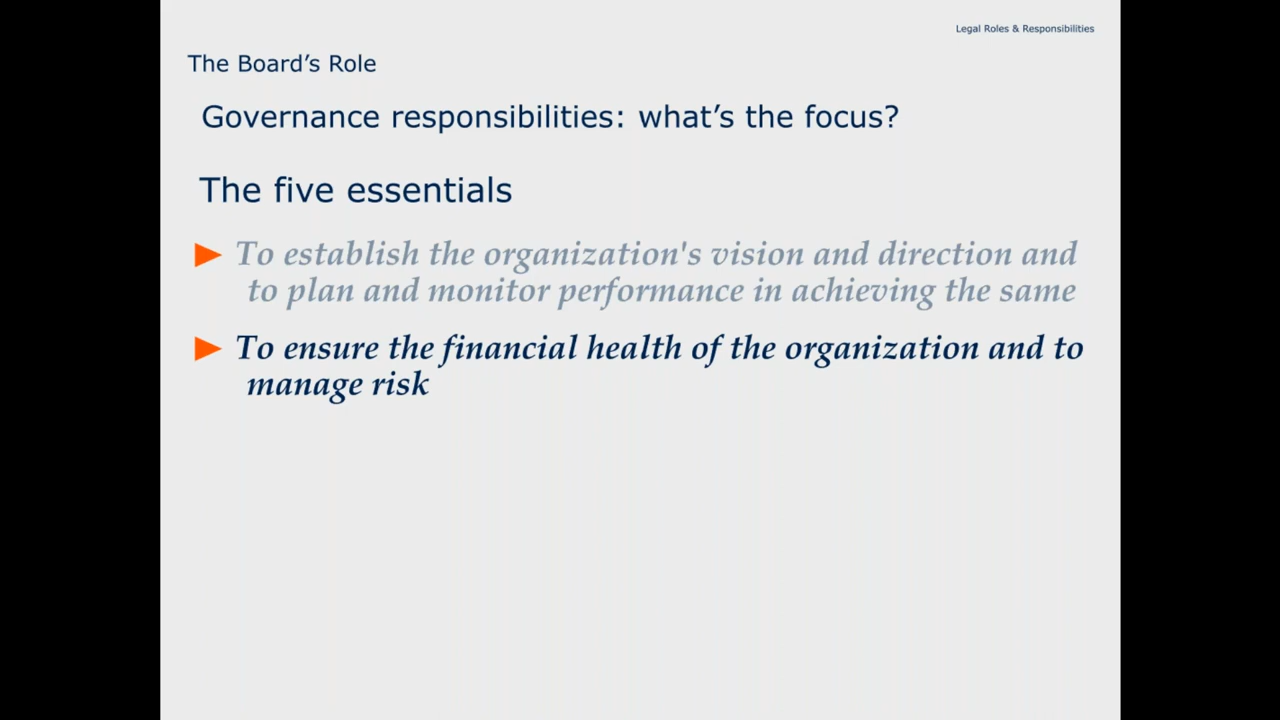 Legal Roles & Responsibilities
The Board’s Role
Governance responsibilities: what’s the focus?
The five essentials
To establish the organization's vision and direction and
to plan and monitor performance in achieving the same
To ensure the financial health of the organization and to
manage risk